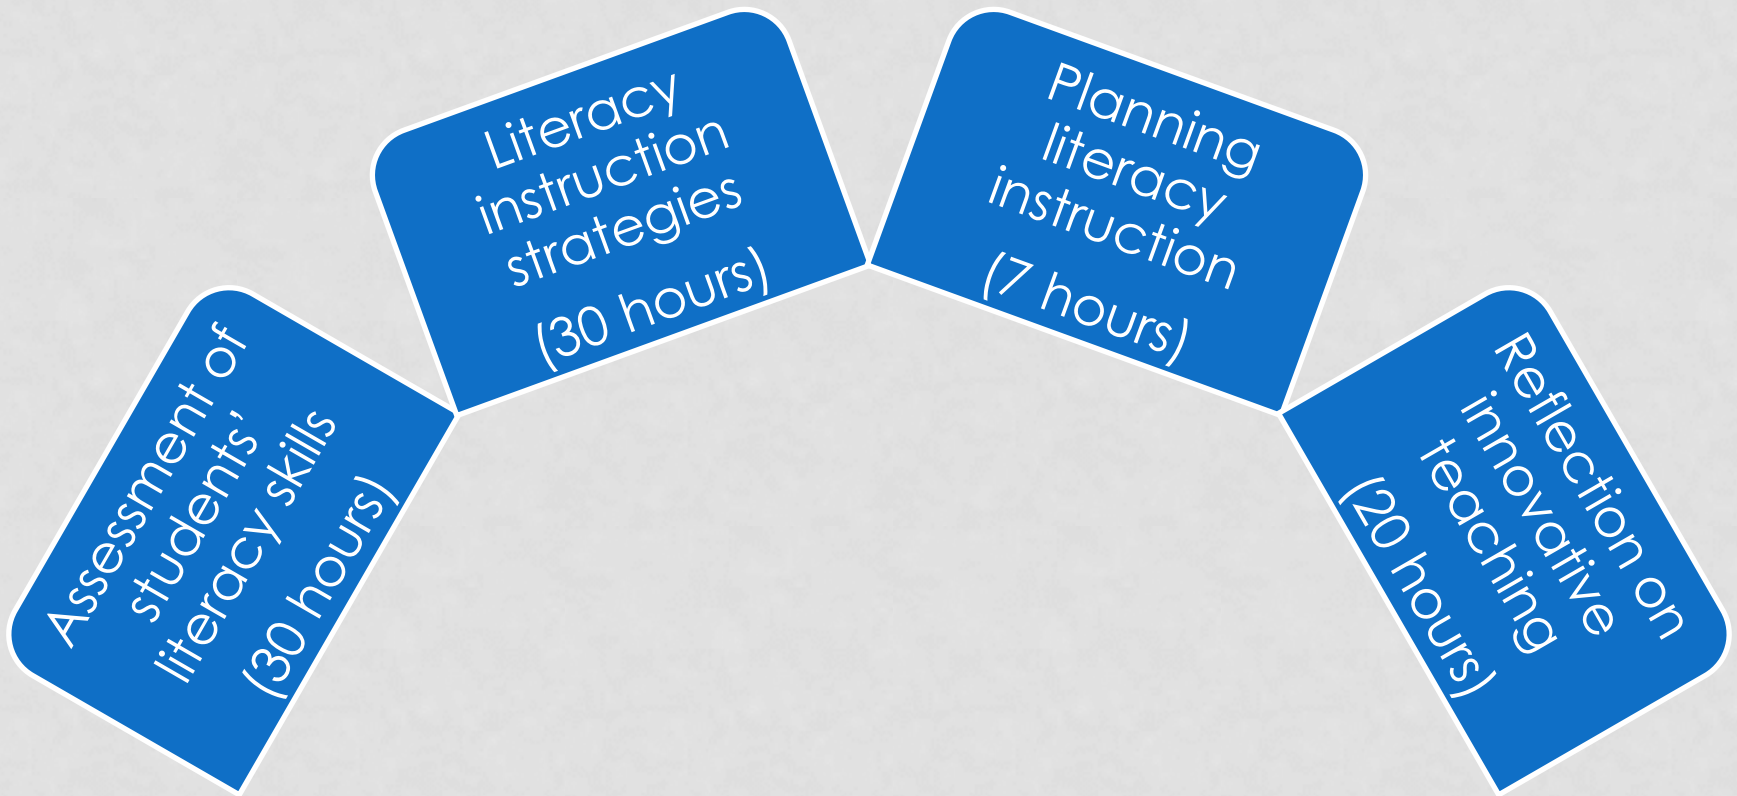 Assessment of
students'
literacy skills
(30 hours)
Literacy
instruction
strategies
(30 hours)
Planning
literacy
instruction
(7 hours)
Reflection on
innovative
teaching
(20 hours)